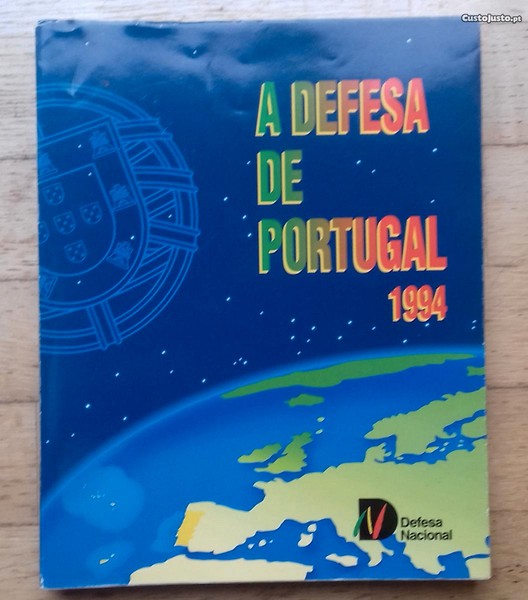 CustoJusto.pt
A DEFESA
DE
PORTUGAL
1994
Defesa
Nacional